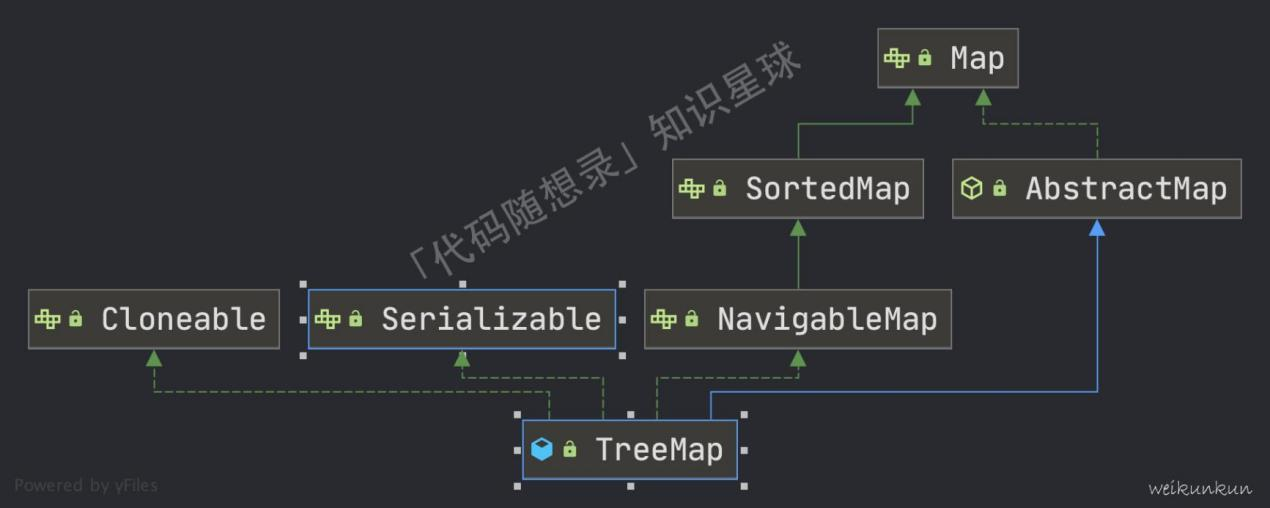 Map
「代码随想录」知识星球
SortedMap
AbstractMap
Cloneable
Serializable
NavigableMap
TreeMap
Powered by yFiles
weikunkun